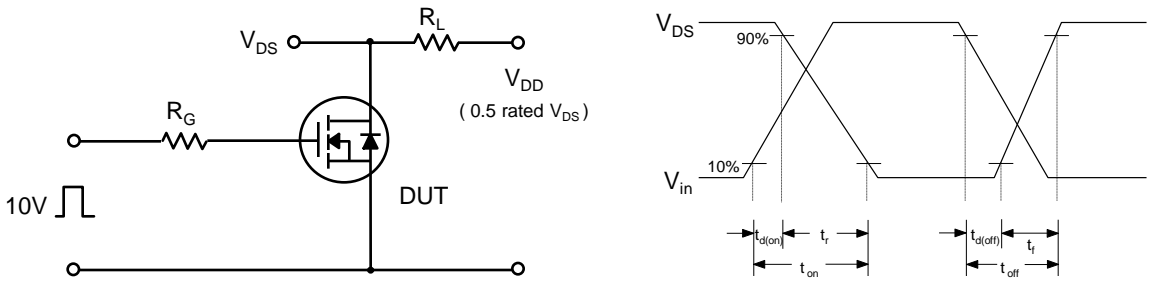 R_L
V_DS
V_DD
( 0.5 rated V_DS )
R_G
DUT
10V
V_DS
90%
10%
V_in
t_d(on)
t_r
t_on
t_d(off)
t_f
t_off